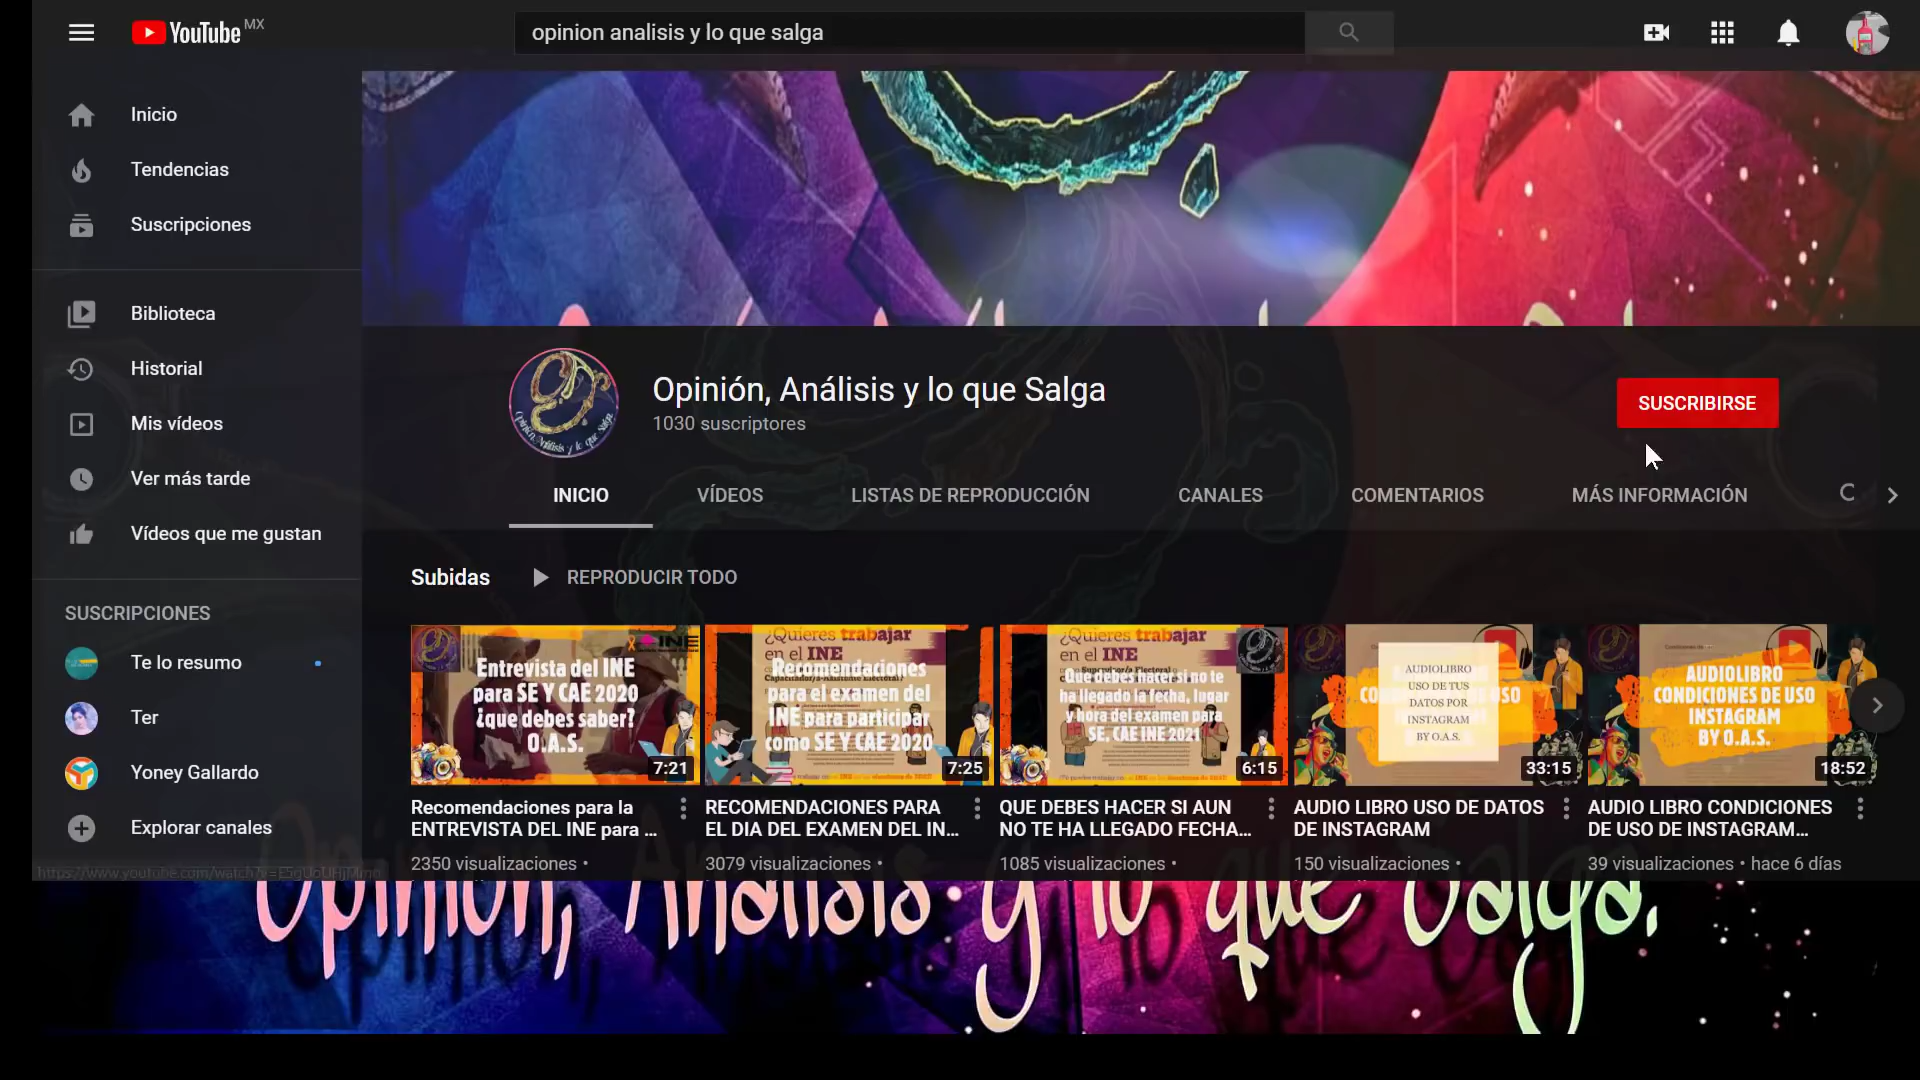 YouTube MX
opinion analisis y lo que salga
Inicio
Tendencias
Suscripciones
Biblioteca
Historial
Mis vídeos
Ver más tarde
Vídeos que me gustan
SUSCRIPCIONES
Te lo resumo
Ter
Yoney Gallardo
Explorar canales
Opinión, Análisis y lo que Salga
1030 suscriptores
SUSCRIBIRSE
INICIO
VÍDEOS
LISTAS DE REPRODUCCIÓN
CANALES
COMENTARIOS
MÁS INFORMACIÓN
Subidas
REPRODUCIR TODO
INE
Entrevista del INE
para SE Y CAE 2020
¿que debes saber?
O.A.S.
7:21
Recomendaciones para la
ENTREVISTA DEL INE para ...
2350 visualizaciones •
¿Quieres trabajar
en el INE
Recomendaciones
para el examen del
INE para participar
como SE Y CAE 2020
7:25
RECOMENDACIONES PARA
EL DIA DEL EXAMEN DEL IN...
3079 visualizaciones •
¿Quieres trabajar
en el INE
Que debes hacer si no te
ha llegado la fecha, lugar
y hora del examen para
SE, CAE INE 2021
6:15
QUE DEBES HACER SI AUN
NO TE HA LLEGADO FECHA...
1085 visualizaciones •
AUDIOLIBRO
USO DE TUS
DATOS POR
INSTAGRAM
BY O.A.S.
33:15
AUDIO LIBRO USO DE DATOS
DE INSTAGRAM
150 visualizaciones •
AUDIOLIBRO
CONDICIONES DE USO
INSTAGRAM
BY O.A.S.
18:52
AUDIO LIBRO CONDICIONES
DE USO DE INSTAGRAM...
39 visualizaciones • hace 6 días
Opinión, Análisis y lo que Salga.